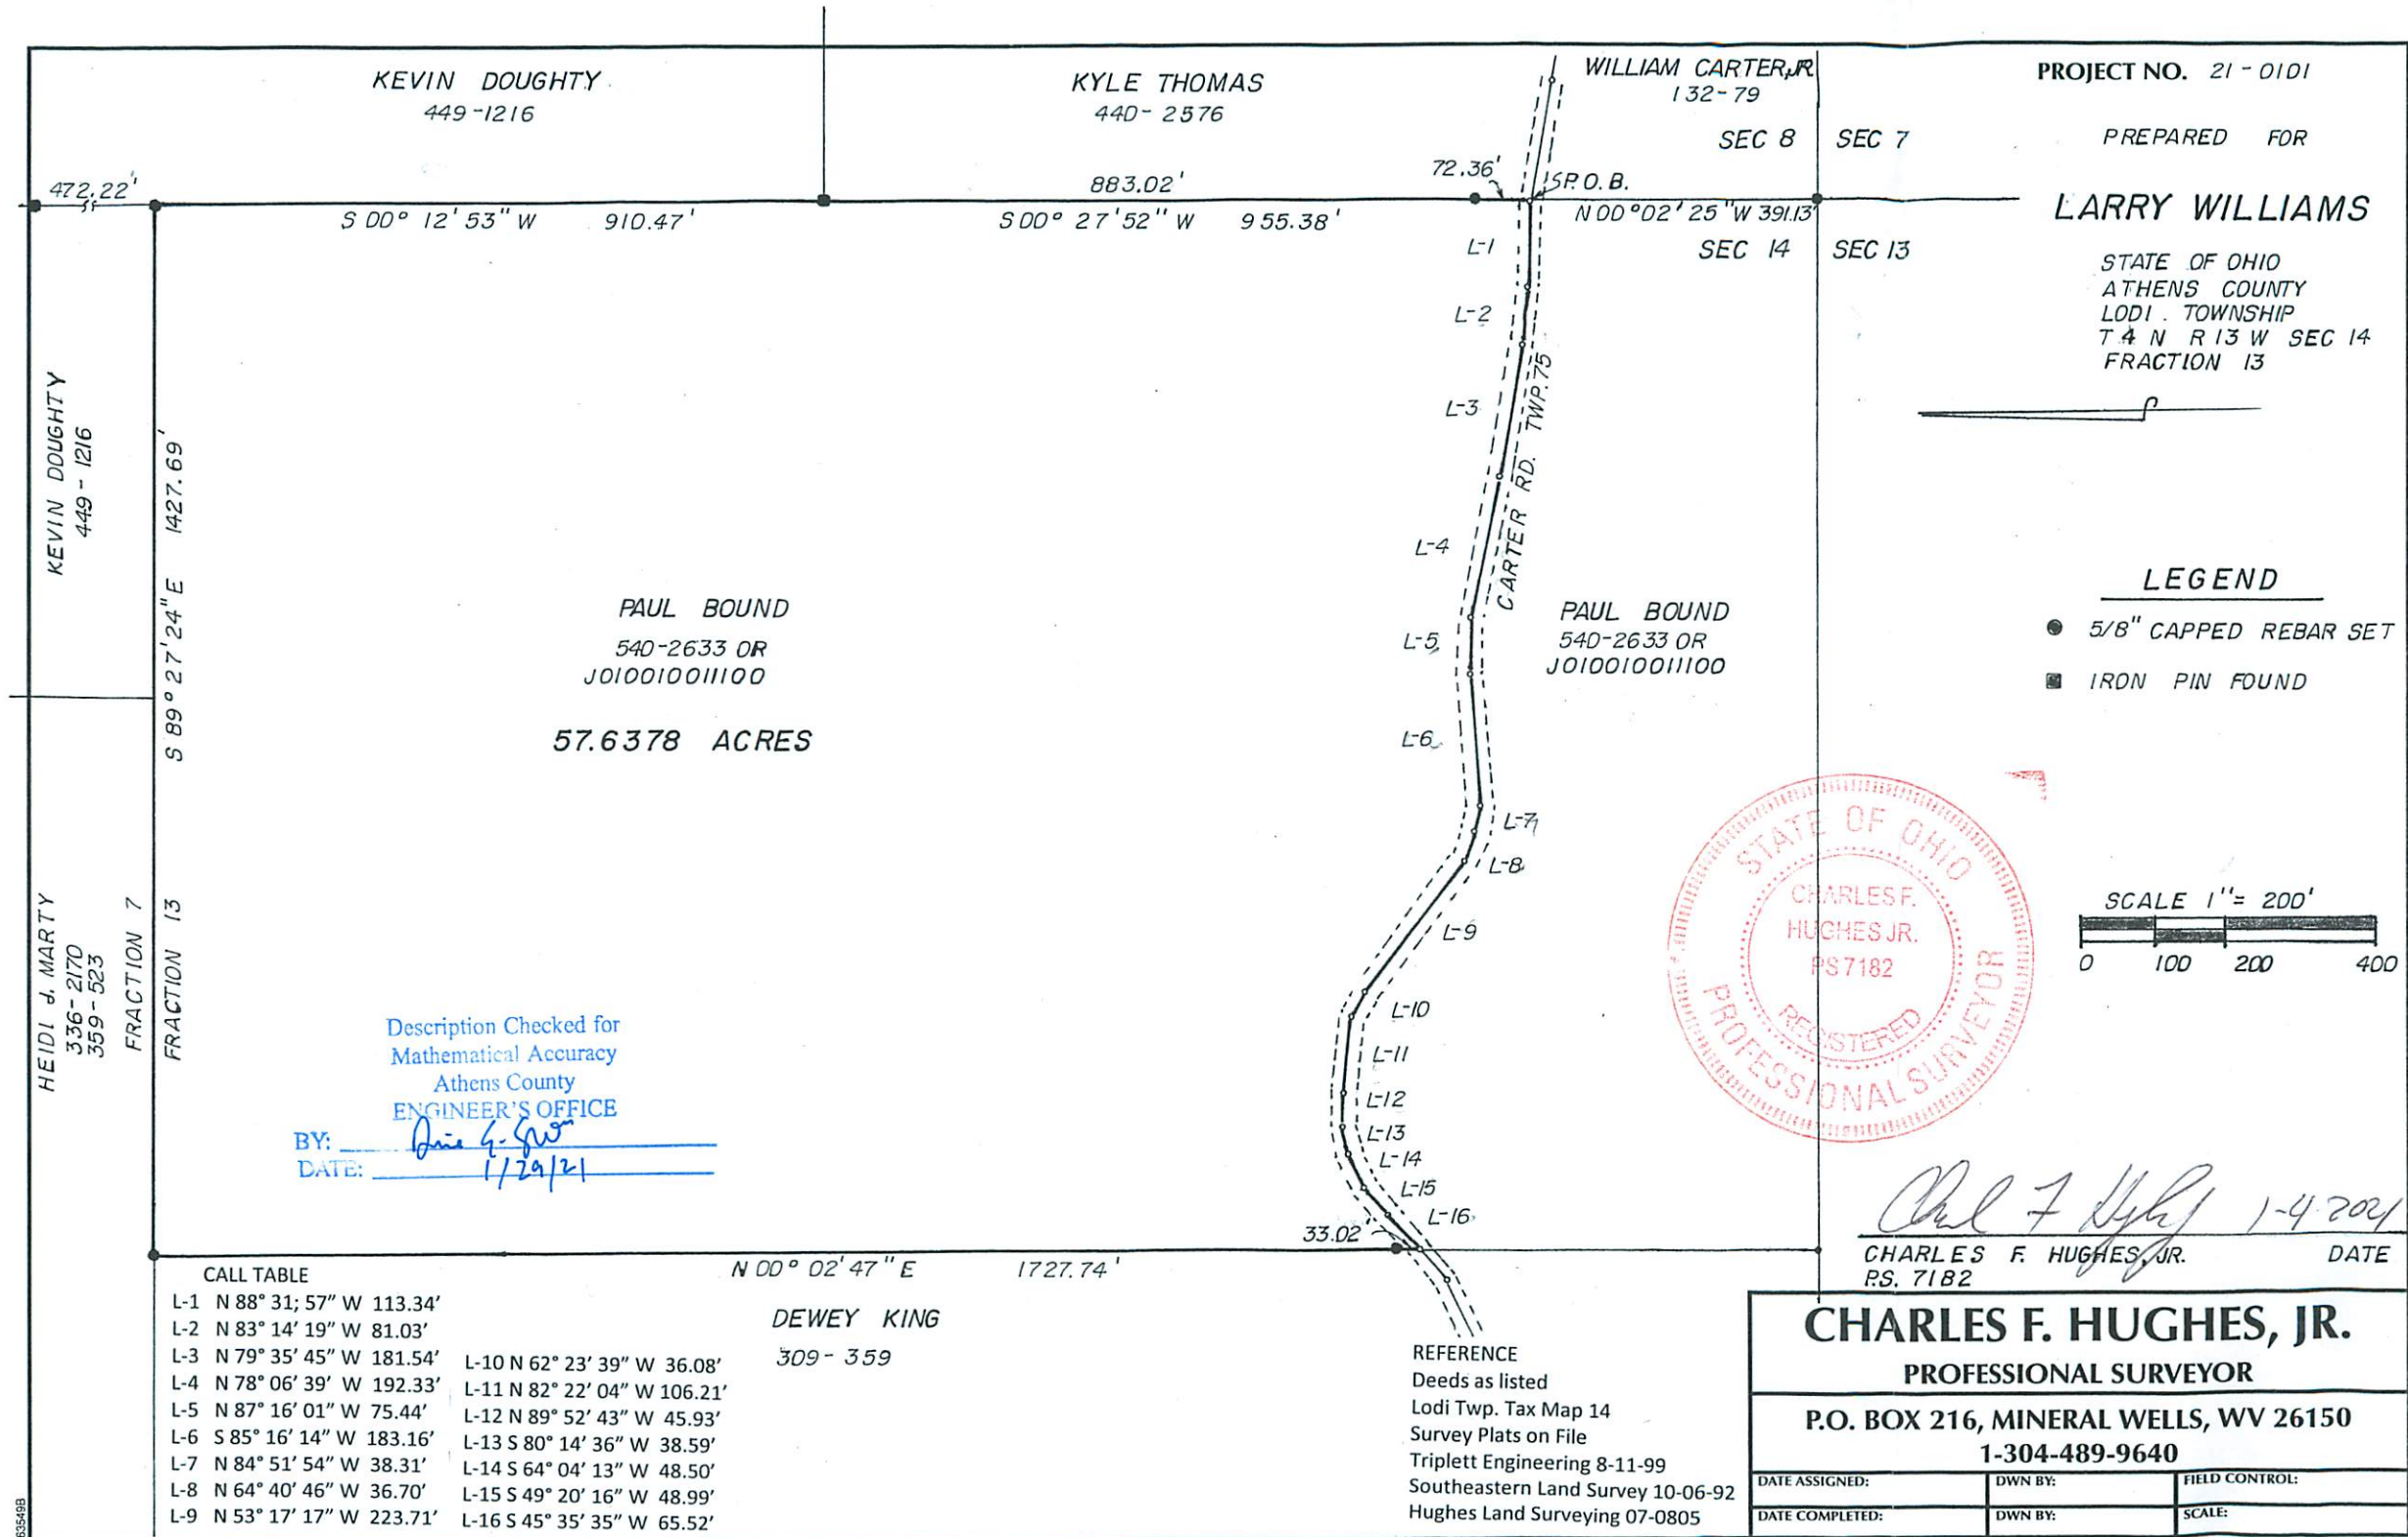 KEVIN DOUGHTY
449-1216
KYLE THOMAS
440-2576
WILLIAM CARTER, JR
132-79
SEC 8
SEC 7
PROJECT NO. 21-0101
PREPARED FOR
LARRY WILLIAMS
STATE OF OHIO
ATHENS COUNTY
LODI . TOWNSHIP
T 4 N R 13 W SEC 14
FRACTION 13
472.22'
883.02'
72.36'
S.P.O.B.
S 00° 12' 53" W 910.47'
S 00° 27' 52" W 955.38'
N 00°02' 25 "W 391.13'
SEC 14
SEC 13
L-1
L-2
L-3
L-4
L-5
L-6
L-7
L-8
L-9
L-10
L-11
L-12
L-13
L-14
L-15
L-16
CARTER RD. TWP. 75
KEVIN DOUGHTY
449-1216
S 89° 27' 24" E 1427.69'
HEIDI J. MARTY
336-2170
359-523
FRACTION 7
FRACTION 13
PAUL BOUND
540-2633 OR
J010010011100
57.6378 ACRES
PAUL BOUND
540-2633 OR
J010010011100
LEGEND
5/8" CAPPED REBAR SET
IRON PIN FOUND
STATE OF OHIO
CHARLES F.
HUGHES JR.
PS 7182
REGISTERED
PROFESSIONAL SURVEYOR
SCALE 1"= 200'
0 100 200 400
Description Checked for
Mathematical Accuracy
Athens County
ENGINEER'S OFFICE
BY:
DATE: 1/29/21
33.02'
N 00° 02' 47" E 1727.74'
DEWEY KING
309-359
1-4-2021
CHARLES F. HUGHES, JR. DATE
P.S. 7182
CALL TABLE
L-1 N 88° 31; 57" W 113.34'
L-2 N 83° 14' 19" W 81.03'
L-3 N 79° 35' 45" W 181.54'
L-4 N 78° 06' 39' W 192.33'
L-5 N 87° 16' 01" W 75.44'
L-6 S 85° 16' 14" W 183.16'
L-7 N 84° 51' 54" W 38.31'
L-8 N 64° 40' 46" W 36.70'
L-9 N 53° 17' 17" W 223.71'
L-10 N 62° 23' 39" W 36.08'
L-11 N 82° 22' 04" W 106.21'
L-12 N 89° 52' 43" W 45.93'
L-13 S 80° 14' 36" W 38.59'
L-14 S 64° 04' 13" W 48.50'
L-15 S 49° 20' 16" W 48.99'
L-16 S 45° 35' 35" W 65.52'
REFERENCE
Deeds as listed
Lodi Twp. Tax Map 14
Survey Plats on File
Triplett Engineering 8-11-99
Southeastern Land Survey 10-06-92
Hughes Land Surveying 07-0805
CHARLES F. HUGHES, JR.
PROFESSIONAL SURVEYOR
P.O. BOX 216, MINERAL WELLS, WV 26150
1-304-489-9640
DATE ASSIGNED: DWN BY: FIELD CONTROL:
DATE COMPLETED: DWN BY: SCALE: